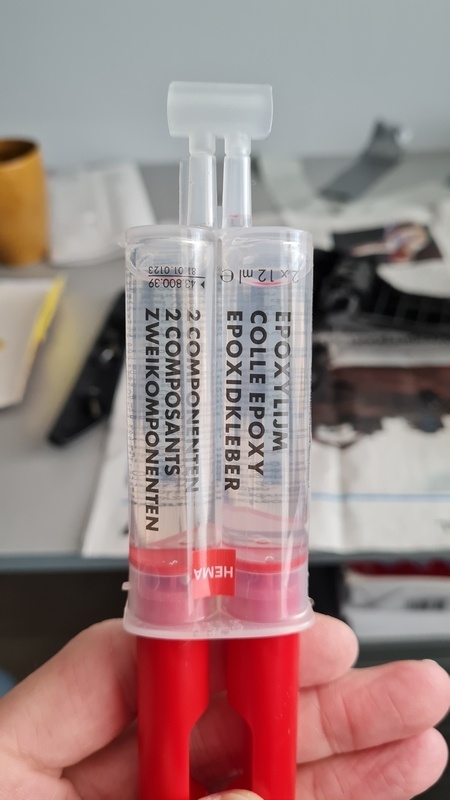 2 COMPONENTEN
2 COMPOSANTS
ZWEIKOMPONENTEN
EPOXYLIJM
COLLE EPOXY
EPOXIDKLEBER
2 x 12 ml ℮
43 800.39
81.01.0123
HEMA